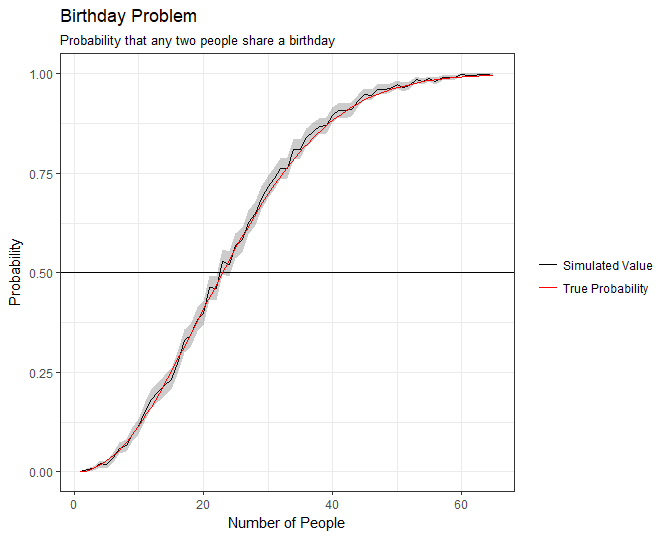 Birthday Problem
Probability that any two people share a birthday
1.00
0.75
0.50
0.25
0.00
Probability
0 20 40 60
Number of People
Simulated Value
True Probability